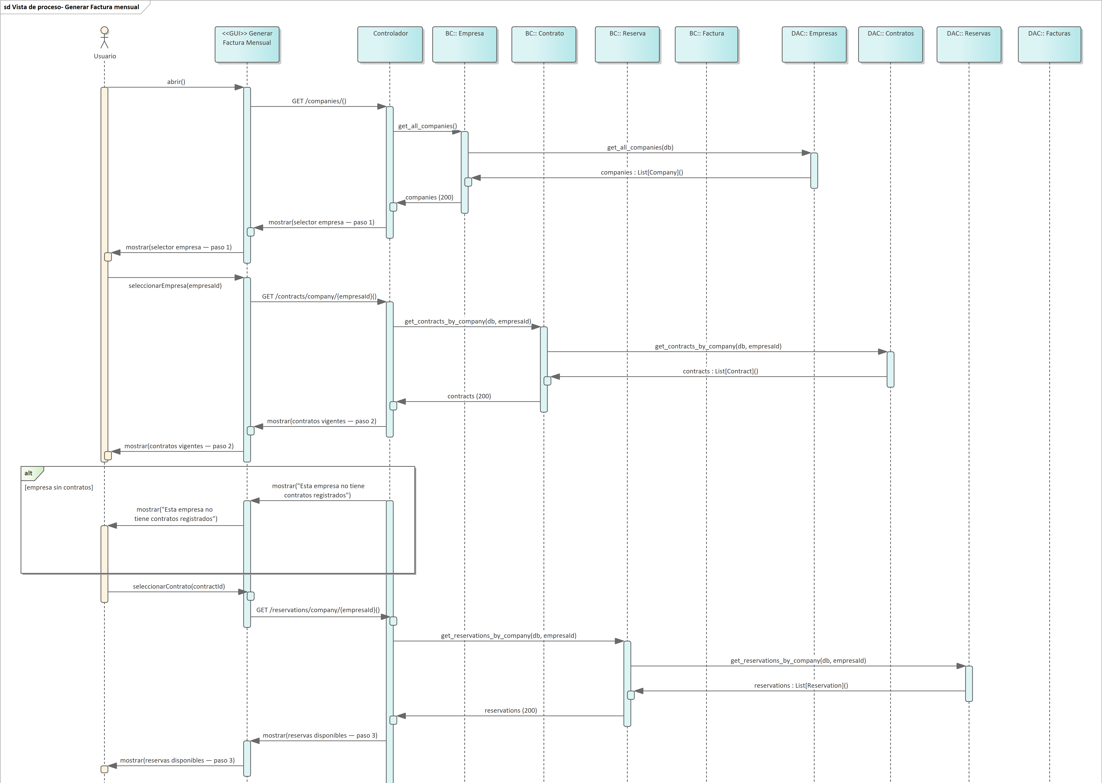 sd Vista de proceso- Generar Factura mensual
Usuario
<<GUI>> Generar
Factura Mensual
Controlador
BC:: Empresa
BC:: Contrato
BC:: Reserva
BC:: Factura
DAC:: Empresas
DAC:: Contratos
DAC:: Reservas
DAC:: Facturas
abrir()
GET /companies/()
get_all_companies()
get_all_companies(db)
companies : List[Company]()
companies (200)
mostrar(selector empresa — paso 1)
mostrar(selector empresa — paso 1)
seleccionarEmpresa(empresaId)
GET /contracts/company/{empresaId}()
get_contracts_by_company(db, empresaId)
get_contracts_by_company(db, empresaId)
contracts : List[Contract]()
contracts (200)
mostrar(contratos vigentes — paso 2)
mostrar(contratos vigentes — paso 2)
alt
[empresa sin contratos]
mostrar("Esta empresa no tiene
contratos registrados")
mostrar("Esta empresa no
tiene contratos registrados")
seleccionarContrato(contractId)
GET /reservations/company/{empresaId}()
get_reservations_by_company(db, empresaId)
get_reservations_by_company(db, empresaId)
reservations : List[Reservation]()
reservations (200)
mostrar(reservas disponibles — paso 3)
mostrar(reservas disponibles — paso 3)